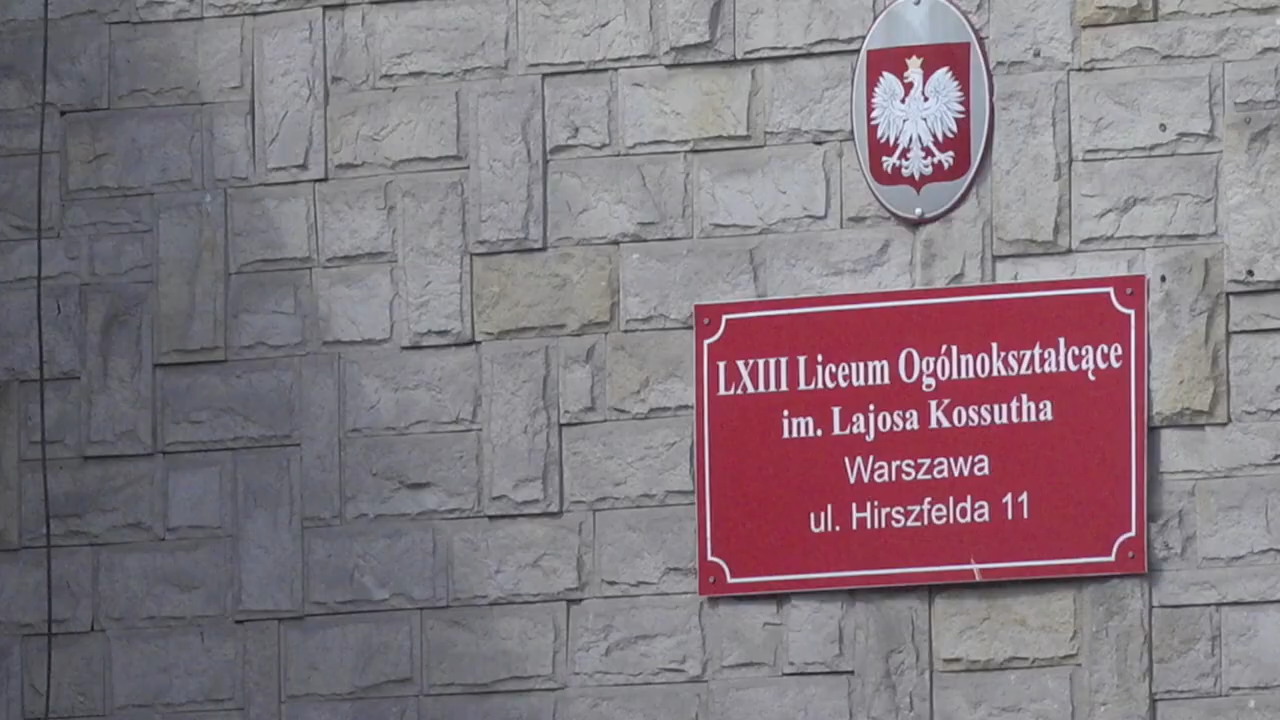 LXIII Liceum Ogólnokształcące
im. Lajosa Kossutha
Warszawa
ul. Hirszfelda 11